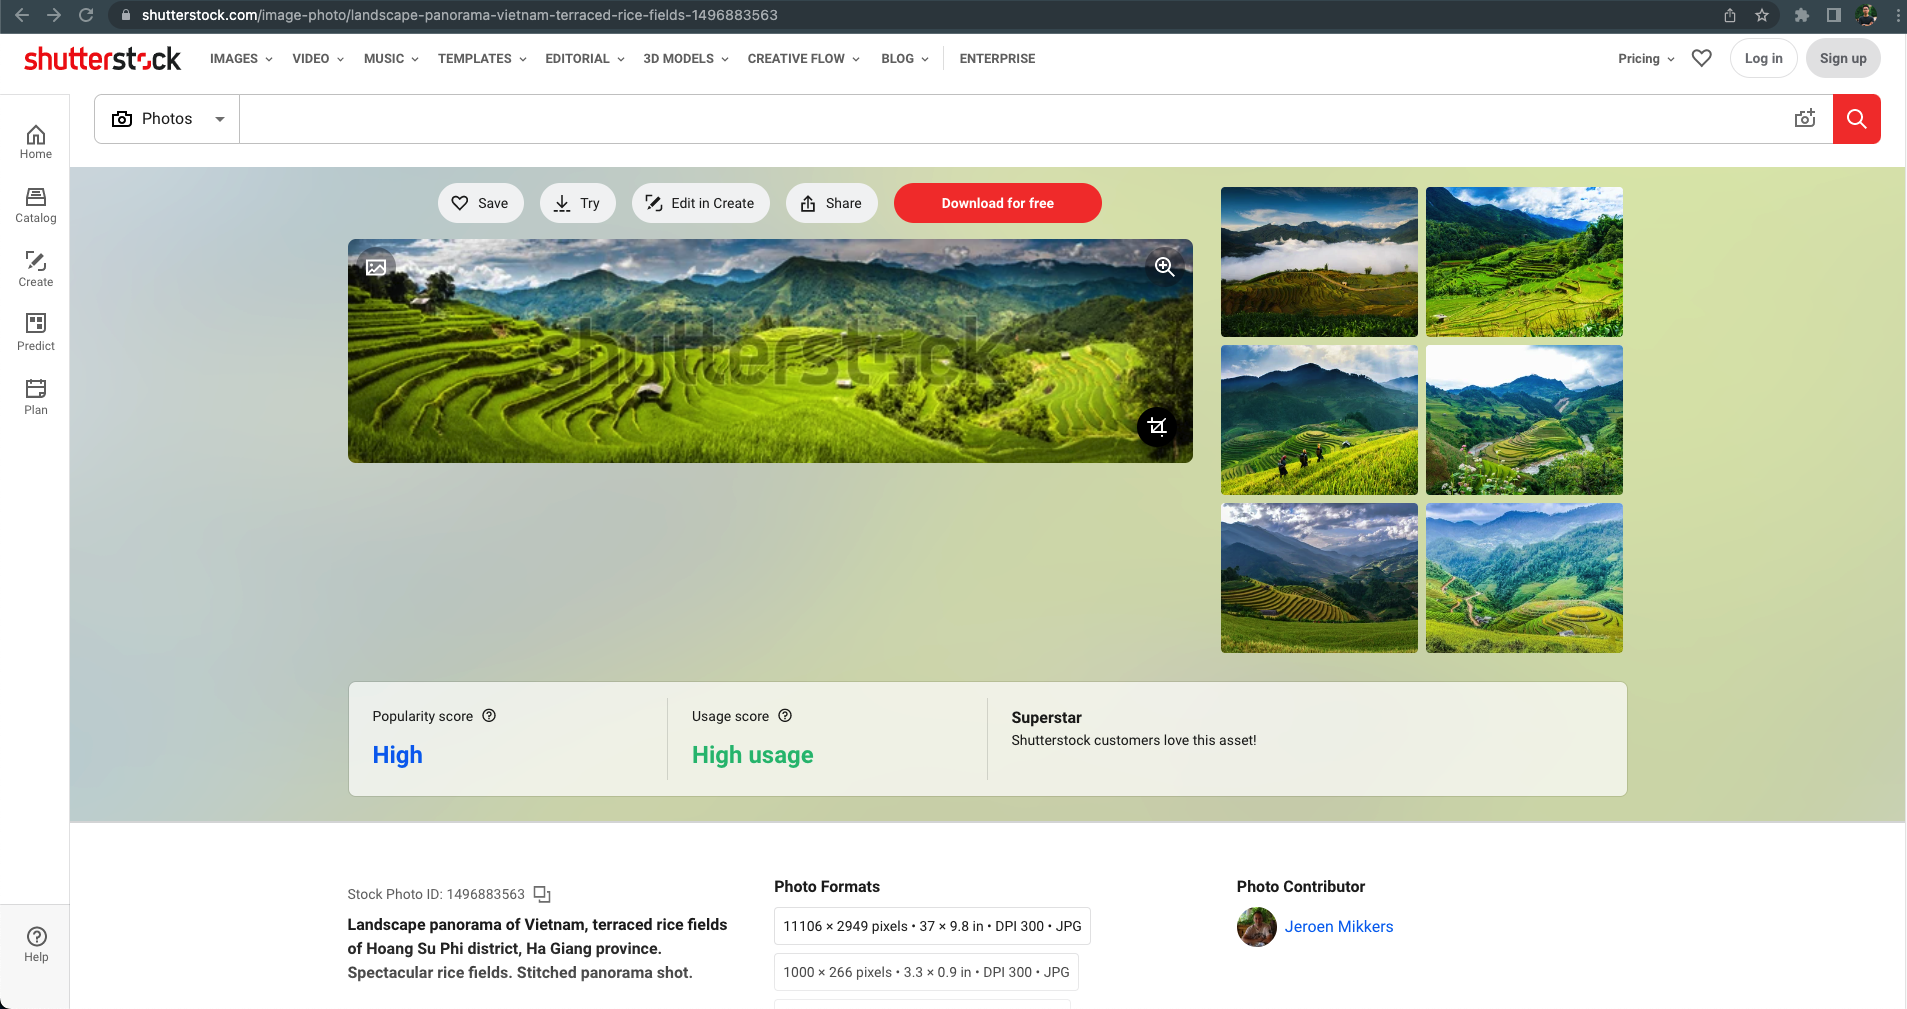 shutterstock.com/image-photo/landscape-panorama-vietnam-terraced-rice-fields-1496883563
shutterstock IMAGES VIDEO MUSIC TEMPLATES EDITORIAL 3D MODELS CREATIVE FLOW BLOG ENTERPRISE Pricing Log in Sign up
Photos
Home
Catalog
Create
Predict
Plan
Help
Save Try Edit in Create Share Download for free
shutterstock
Popularity score
High
Usage score
High usage
Superstar
Shutterstock customers love this asset!
Stock Photo ID: 1496883563
Landscape panorama of Vietnam, terraced rice fields
of Hoang Su Phi district, Ha Giang province.
Spectacular rice fields. Stitched panorama shot.
Photo Formats
11106 × 2949 pixels • 37 × 9.8 in • DPI 300 • JPG
1000 × 266 pixels • 3.3 × 0.9 in • DPI 300 • JPG
Photo Contributor
Jeroen Mikkers